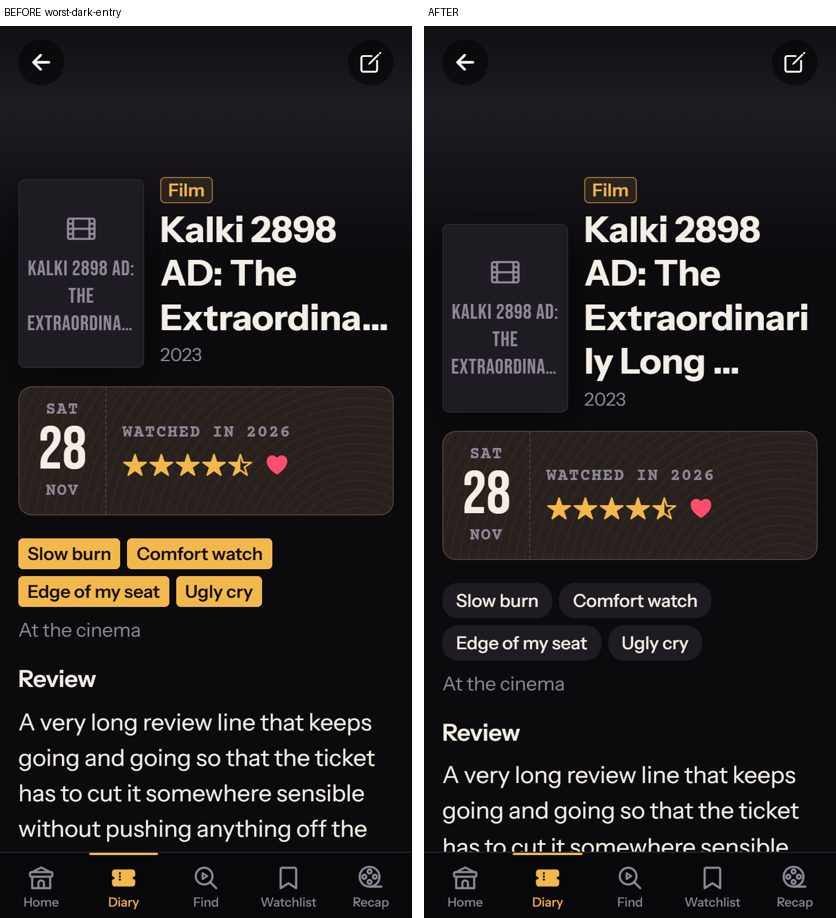 BEFORE worst-dark-entry
Film
Kalki 2898
AD: The
Extraordina...
2023
KALKI 2898 AD:
THE
EXTRAORDINA...
SAT
28
NOV
WATCHED IN 2026
Slow burn
Comfort watch
Edge of my seat
Ugly cry
At the cinema
Review
A very long review line that keeps
going and going so that the ticket
has to cut it somewhere sensible
without pushing anything off the
Home
Diary
Find
Watchlist
Recap
AFTER
Film
Kalki 2898
AD: The
Extraordinari
ly Long ...
2023
KALKI 2898 AD:
THE
EXTRAORDINA...
SAT
28
NOV
WATCHED IN 2026
Slow burn
Comfort watch
Edge of my seat
Ugly cry
At the cinema
Review
A very long review line that keeps
going and going so that the ticket
has to cut it somewhere sensible
Home
Diary
Find
Watchlist
Recap